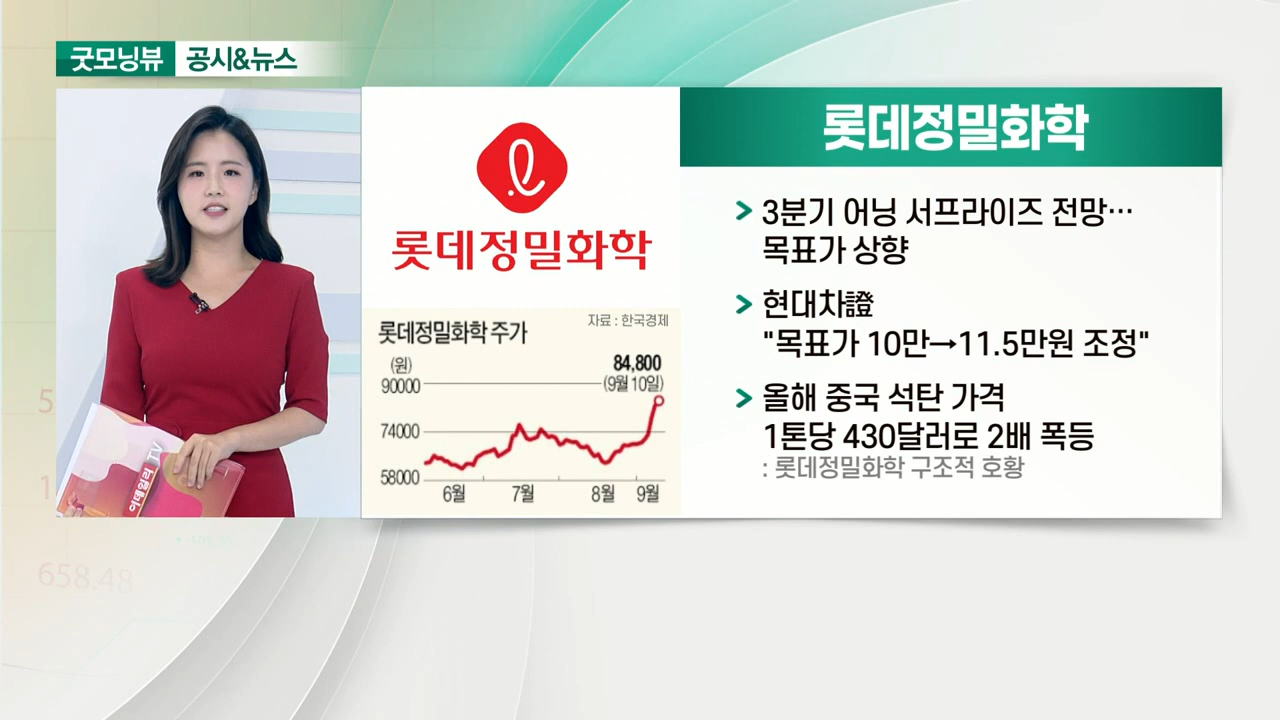 굿모닝뷰 공시&뉴스
롯데정밀화학
롯데정밀화학 주가
자료 : 한국경제
(원)
84,800
(9월 10일)
90000
74000
58000
6월 7월 8월 9월
이데일리 TV
롯데정밀화학
> 3분기 어닝 서프라이즈 전망…
목표가 상향
> 현대차證
"목표가 10만→11.5만원 조정"
> 올해 중국 석탄 가격
1톤당 430달러로 2배 폭등
: 롯데정밀화학 구조적 호황
658.48